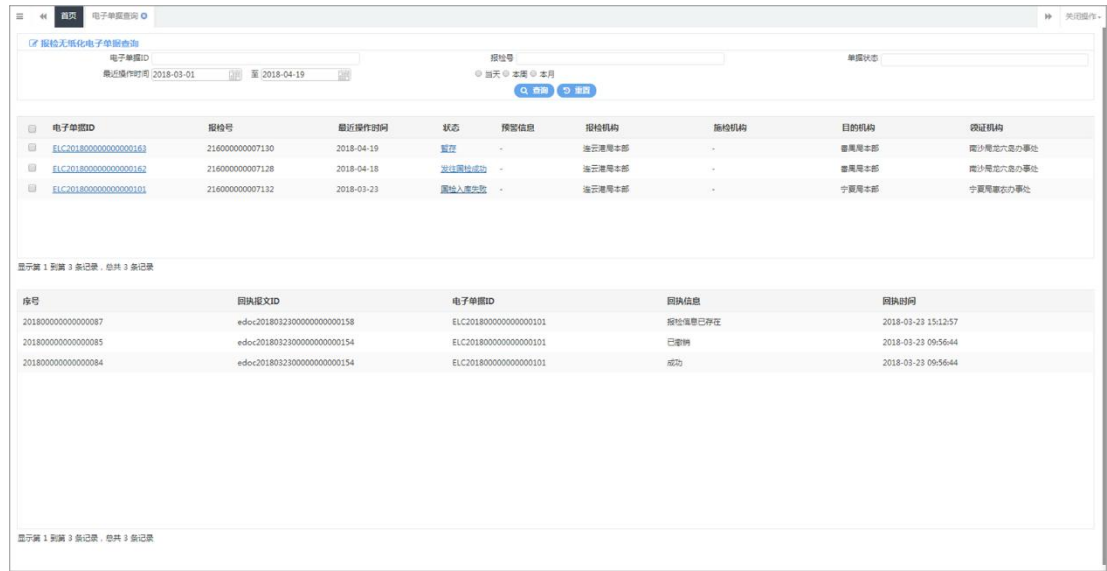 首页 电子单据查询 关闭操作
报检无纸化电子单据查询
电子单据ID 报检号 单据状态
最近操作时间 2018-03-01 至 2018-04-19 当天 本周 本月
查询 重置
电子单据ID 报检号 最近操作时间 状态 预警信息 报检机构 施检机构 目的机构 领证机构
ELC201800000000000163 216000000007130 2018-04-19 暂存 - 连云港局本部 - 番禺局本部 南沙局龙穴岛办事处
ELC201800000000000162 216000000007128 2018-04-18 发往国检成功 - 连云港局本部 - 番禺局本部 南沙局龙穴岛办事处
ELC201800000000000101 216000000007132 2018-03-23 国检入库失败 - 连云港局本部 - 宁夏局本部 宁夏局惠农办事处
显示第 1 到第 3 条记录，总共 3 条记录
序号 回执报文ID 电子单据ID 回执信息 回执时间
201800000000000087 edoc2018032300000000000158 ELC201800000000000101 报检信息已存在 2018-03-23 15:12:57
201800000000000085 edoc2018032300000000000154 ELC201800000000000101 已撤销 2018-03-23 09:56:44
201800000000000084 edoc2018032300000000000154 ELC201800000000000101 成功 2018-03-23 09:56:44
显示第 1 到第 3 条记录，总共 3 条记录